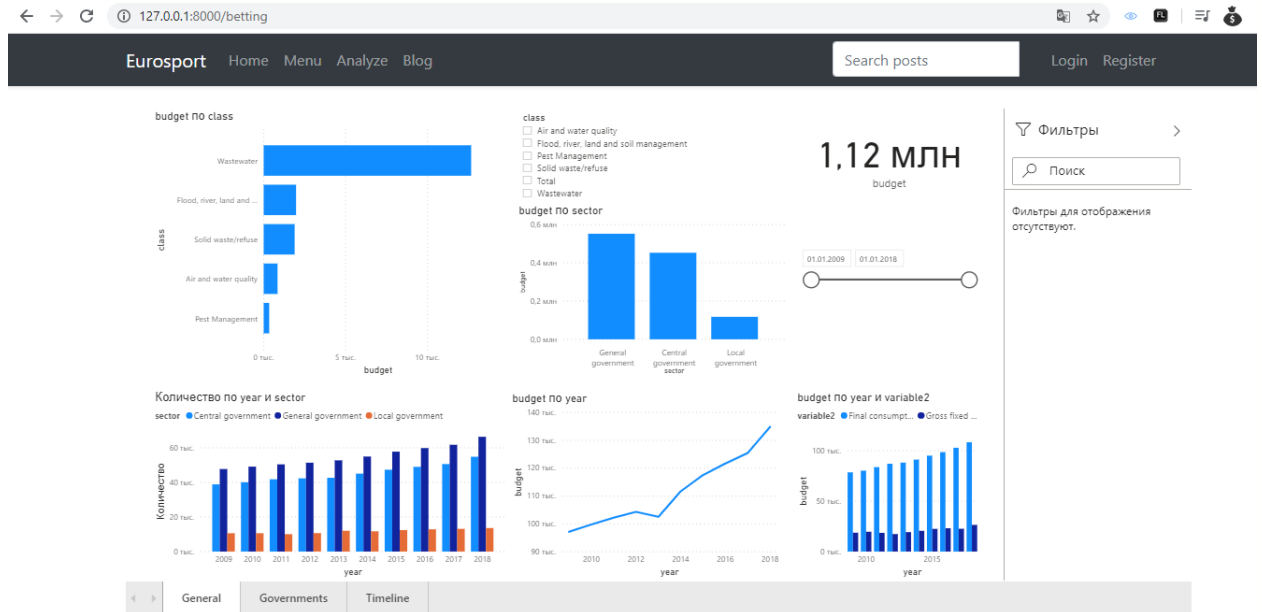 127.0.0.1:8000/betting
FL
Eurosport Home Menu Analyze Blog
Search posts
Login Register
budget по class
class
Wastewater
Flood, river, land and ...
Solid waste/refuse
Air and water quality
Pest Management
0 тыс. 5 тыс. 10 тыс.
budget
class
Air and water quality
Flood, river, land and soil management
Pest Management
Solid waste/refuse
Total
Wastewater
budget по sector
budget
0,6 млн
0,4 млн
0,2 млн
0,0 млн
General government
Central government
Local government
sector
1,12 млн
budget
01.01.2009 01.01.2018
Фильтры
Поиск
Фильтры для отображения
отсутствуют.
Количество по year и sector
sector Central government General government Local government
Количество
60 тыс.
40 тыс.
20 тыс.
0 тыс.
2009 2010 2011 2012 2013 2014 2015 2016 2017 2018
year
budget по year
budget
140 тыс.
130 тыс.
120 тыс.
110 тыс.
100 тыс.
90 тыс.
2010 2012 2014 2016 2018
year
budget по year и variable2
variable2 Final consumpt... Gross fixed ...
budget
100 тыс.
50 тыс.
0 тыс.
2010 2015
year
General Governments Timeline